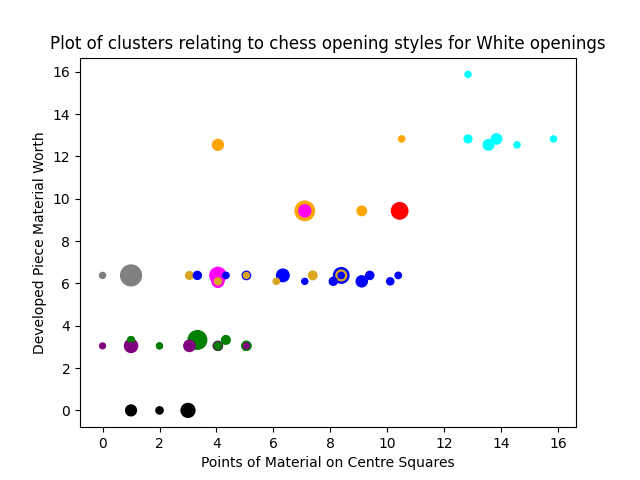 Plot of clusters relating to chess opening styles for White openings
16
14
12
10
8
6
4
2
0
Developed Piece Material Worth
0 2 4 6 8 10 12 14 16
Points of Material on Centre Squares